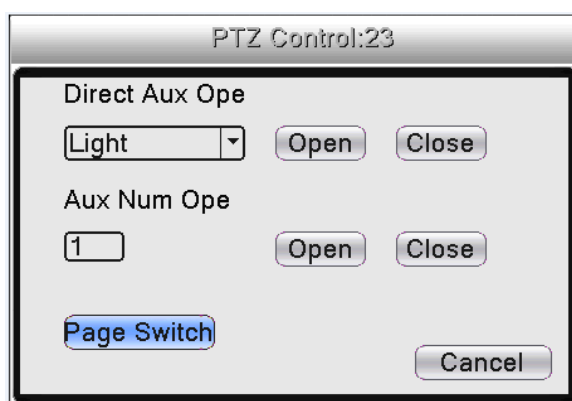 PTZ Control:23
Direct Aux Ope
Light Open Close
Aux Num Ope
1 Open Close
Page Switch
Cancel